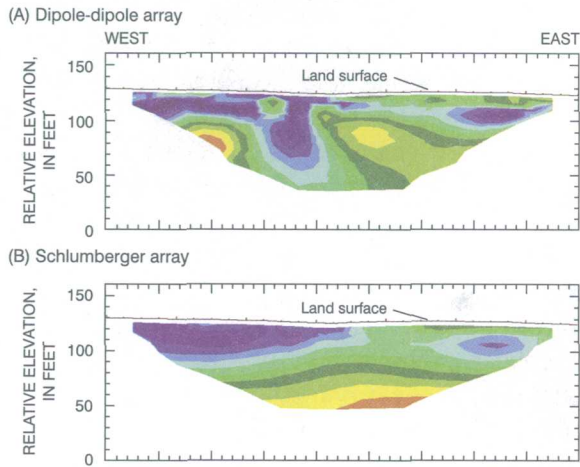 (A) Dipole-dipole array
WEST
EAST
150
100
50
0
RELATIVE ELEVATION,
IN FEET
Land surface
(B) Schlumberger array
150
100
50
0
RELATIVE ELEVATION,
IN FEET
Land surface